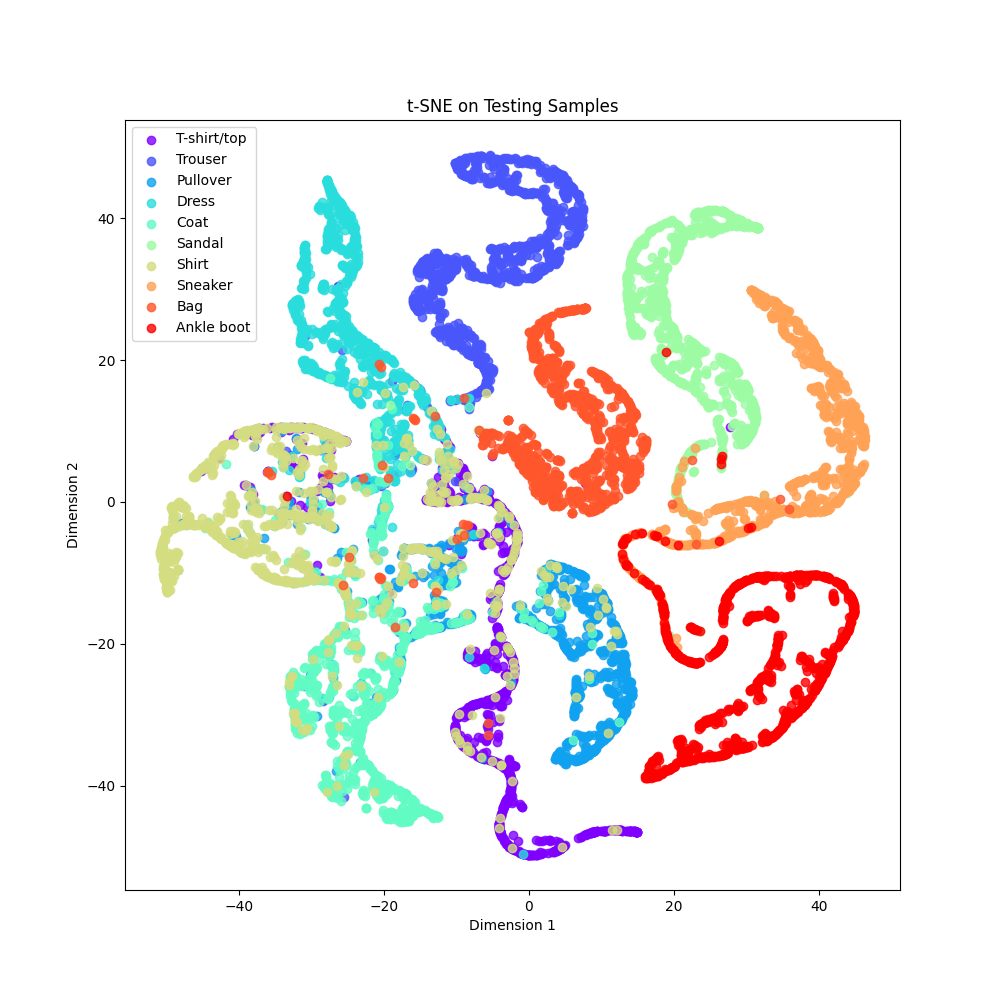 t-SNE on Testing Samples
T-shirt/top
Trouser
Pullover
Dress
Coat
Sandal
Shirt
Sneaker
Bag
Ankle boot
40
20
0
−20
−40
Dimension 2
−40 −20 0 20 40
Dimension 1